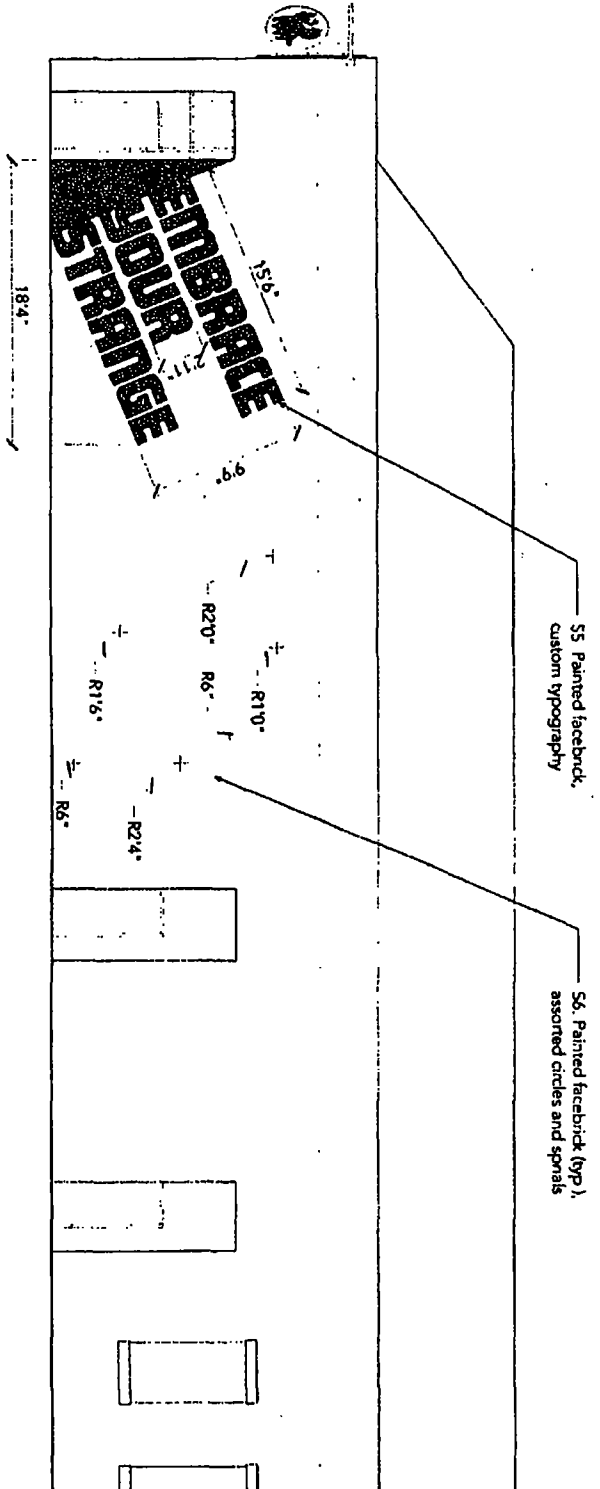 EMBRACE
YOUR
STRANGE
15'6"
2'11"
9'9"
18'4"
R2'0"
R6"
R1'0"
R1'6"
R2'4"
R6"
S5 Painted facebrick,
custom typography
S6. Painted facebrick (typ),
assorted circles and spirals